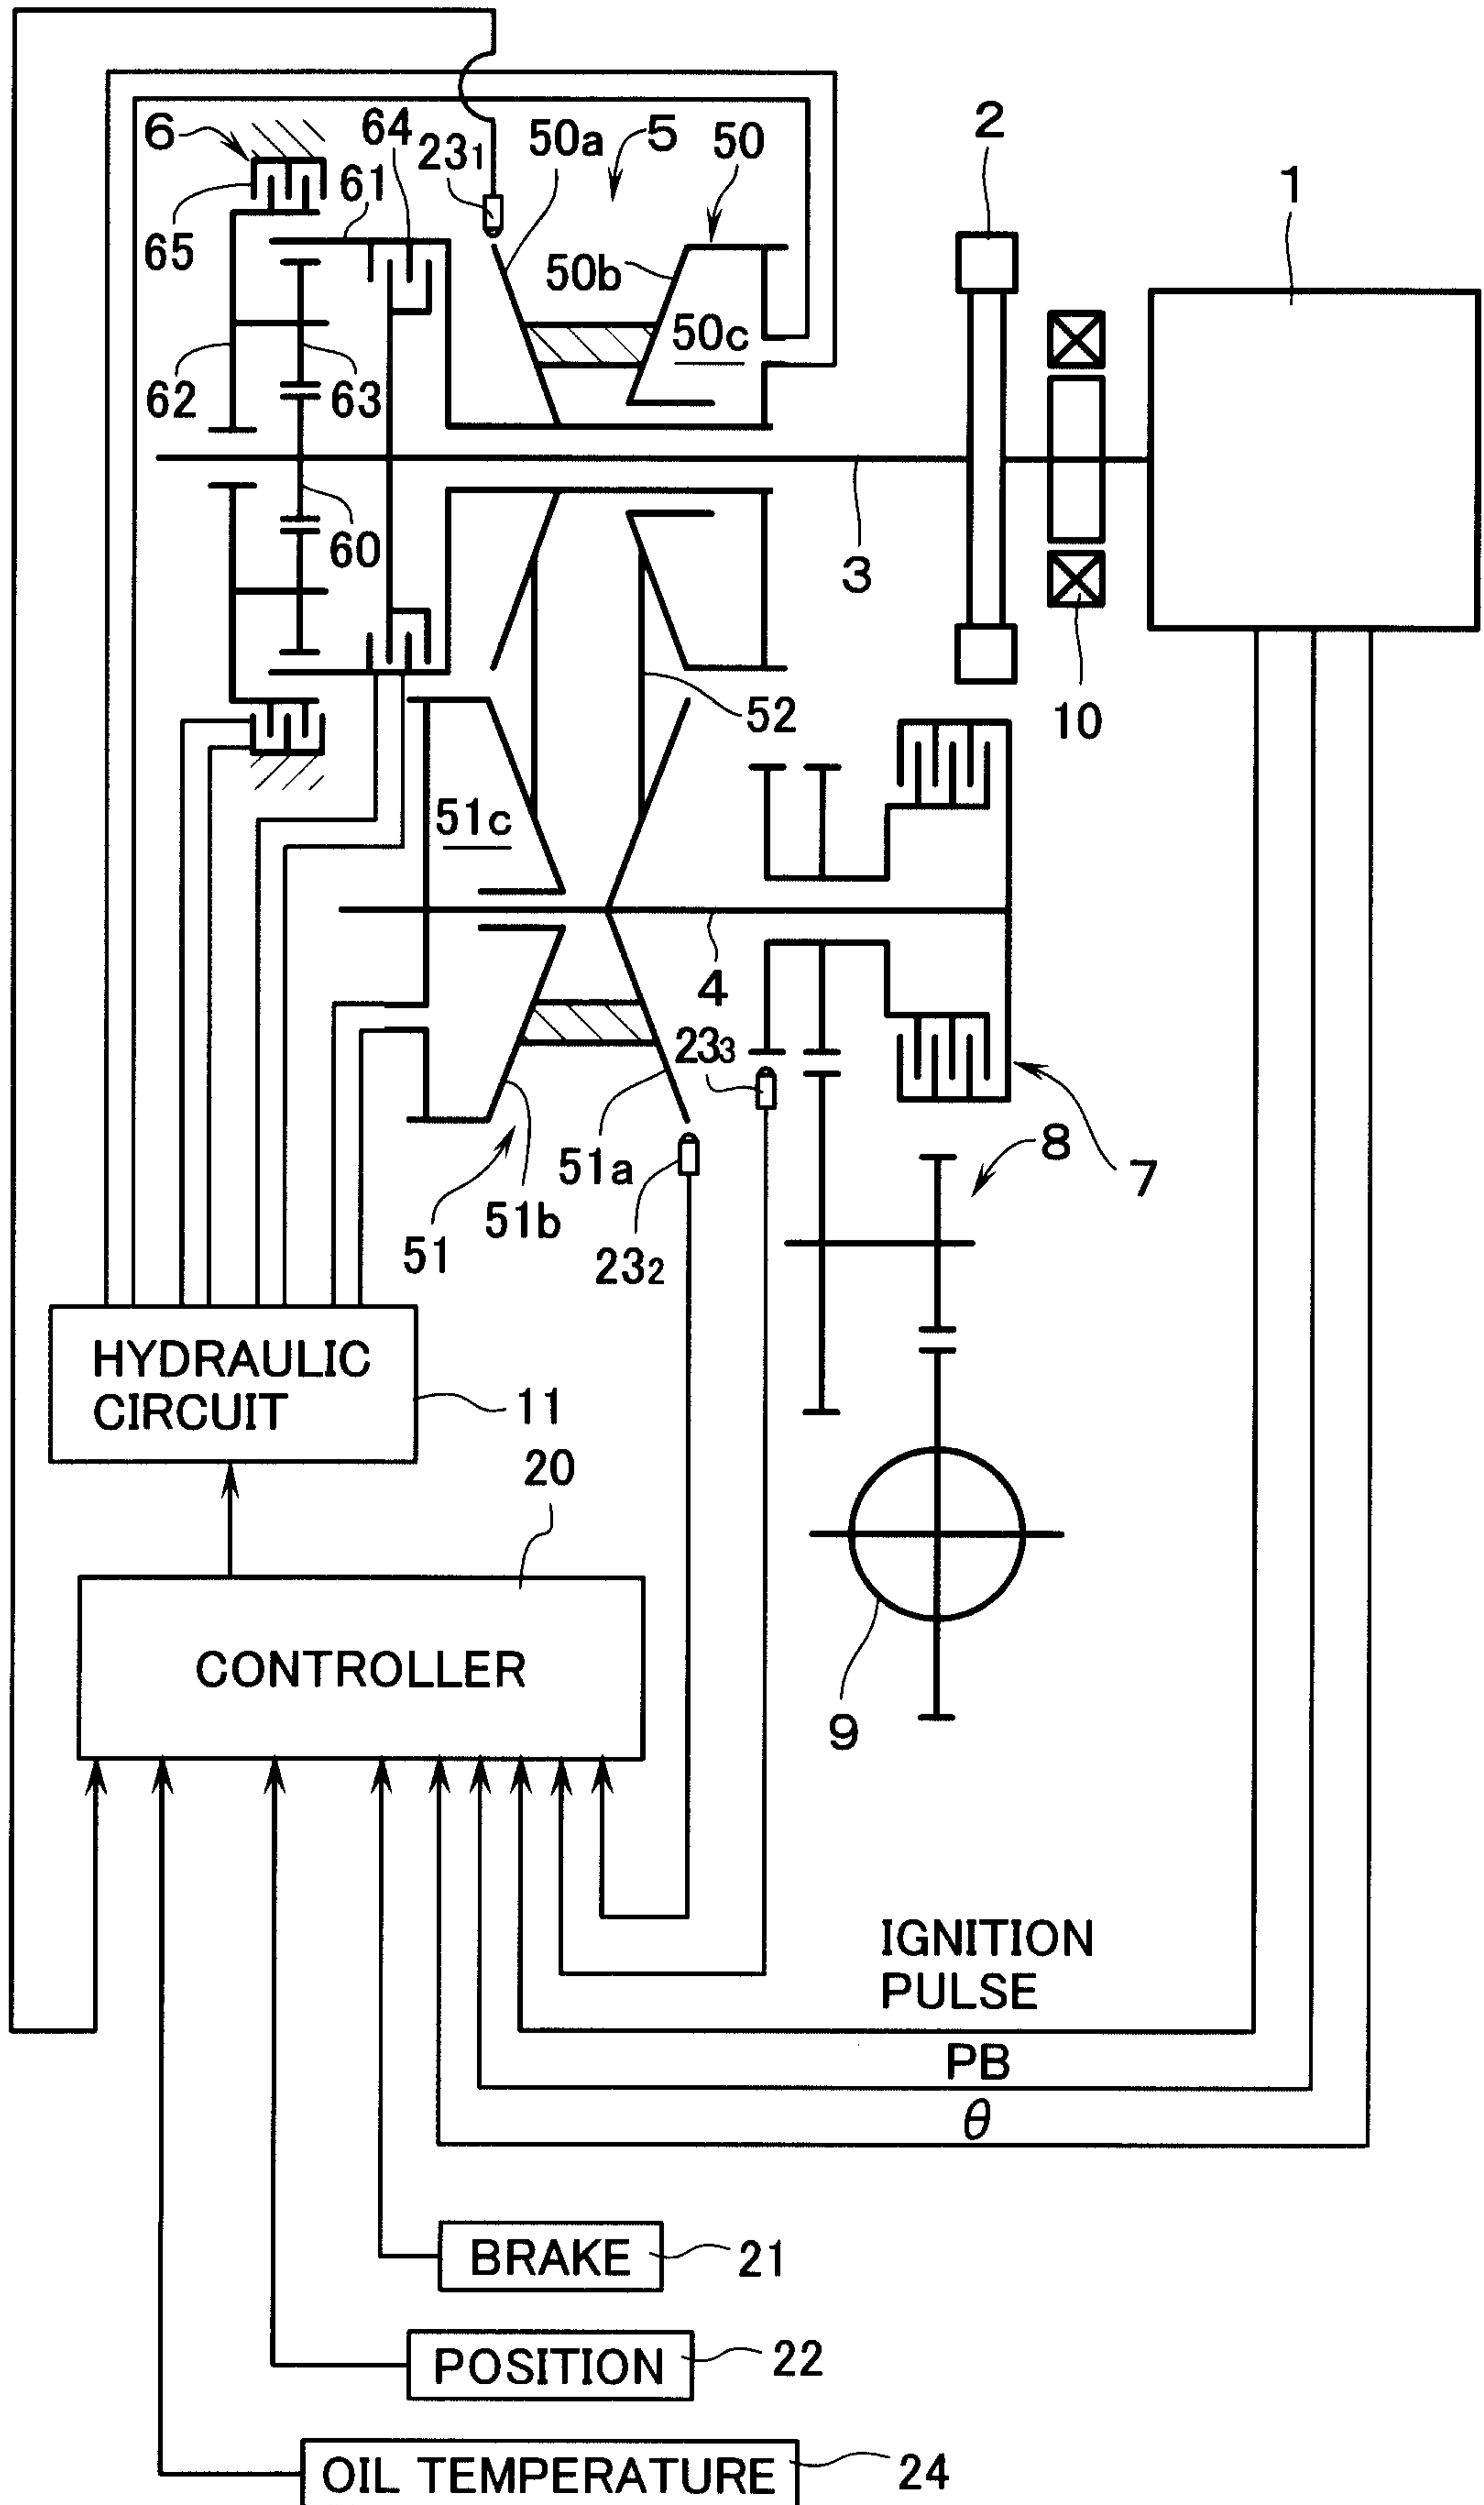 2
1
6
64
23₁
50a
5
50
61
65
50b
50c
62
63
60
3
52
10
51c
4
23₃
8
7
51a
51b
51
23₂
HYDRAULIC
CIRCUIT
11
20
CONTROLLER
9
IGNITION
PULSE
PB
θ
BRAKE
21
POSITION
22
OIL TEMPERATURE
24